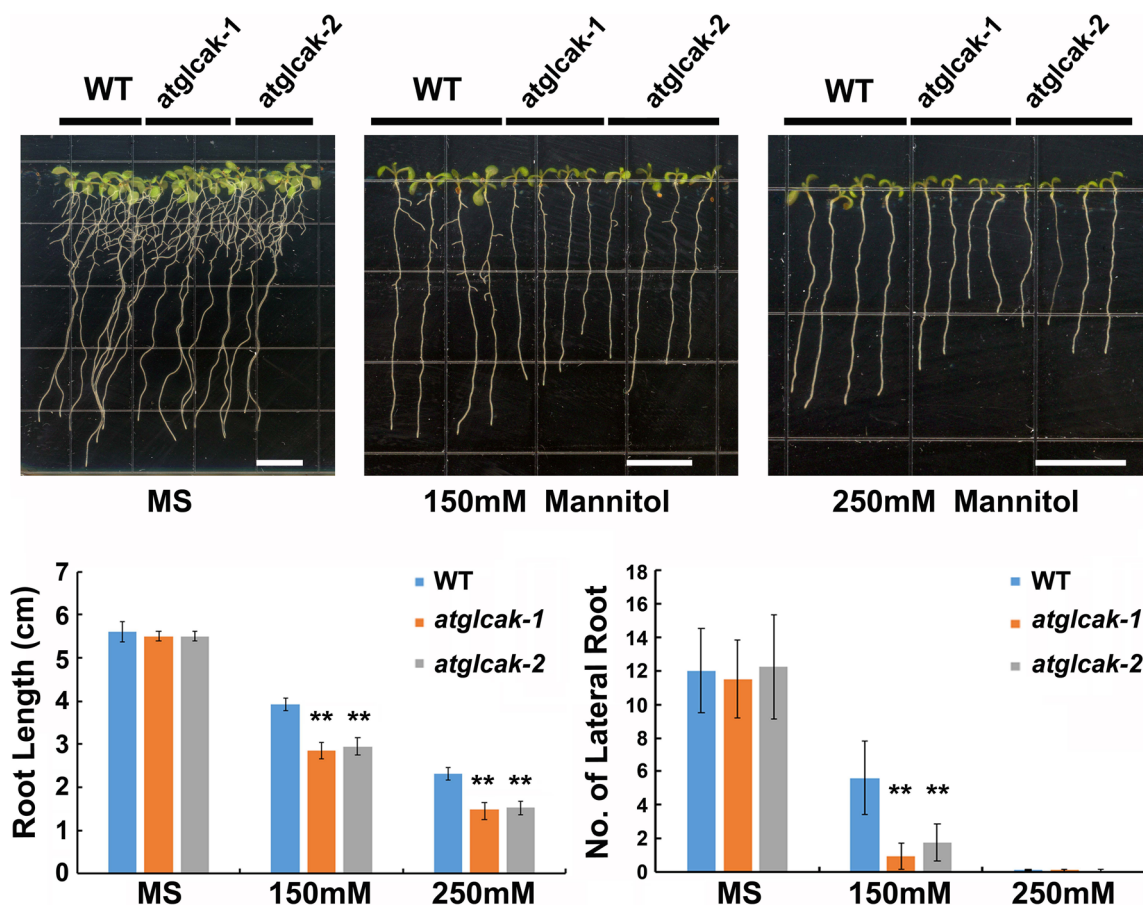 WT atglcak-1 atglcak-2
WT atglcak-1 atglcak-2
WT atglcak-1 atglcak-2
MS
150mM Mannitol
250mM Mannitol
Root Length (cm)
7
6
5
4
3
2
1
0
WT
atglcak-1
atglcak-2
** **
** **
MS 150mM 250mM
No. of Lateral Root
18
16
14
12
10
8
6
4
2
0
WT
atglcak-1
atglcak-2
** **
MS 150mM 250mM